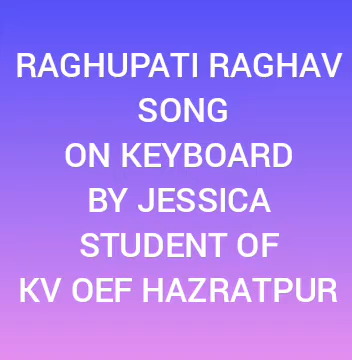 RAGHUPATI RAGHAV
SONG
ON KEYBOARD
BY JESSICA
STUDENT OF
KV OEF HAZRATPUR